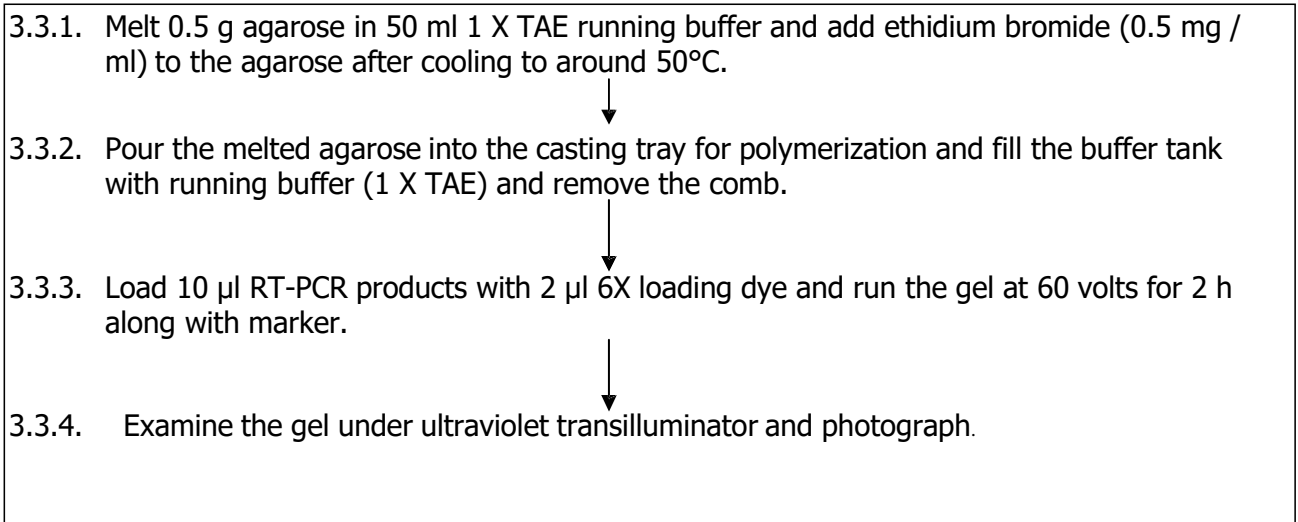 3.3.1. Melt 0.5 g agarose in 50 ml 1 X TAE running buffer and add ethidium bromide (0.5 mg /
ml) to the agarose after cooling to around 50°C.
3.3.2. Pour the melted agarose into the casting tray for polymerization and fill the buffer tank
with running buffer (1 X TAE) and remove the comb.
3.3.3. Load 10 µl RT-PCR products with 2 µl 6X loading dye and run the gel at 60 volts for 2 h
along with marker.
3.3.4. Examine the gel under ultraviolet transilluminator and photograph.